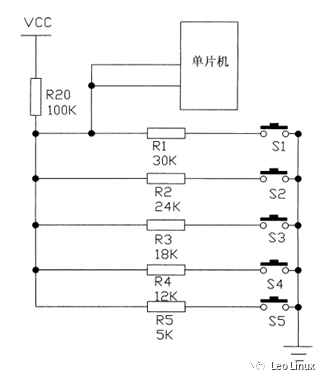 VCC
单片机
R20
100K
R1
30K
S1
R2
24K
S2
R3
18K
S3
R4
12K
S4
R5
5K
S5
Leo Linux